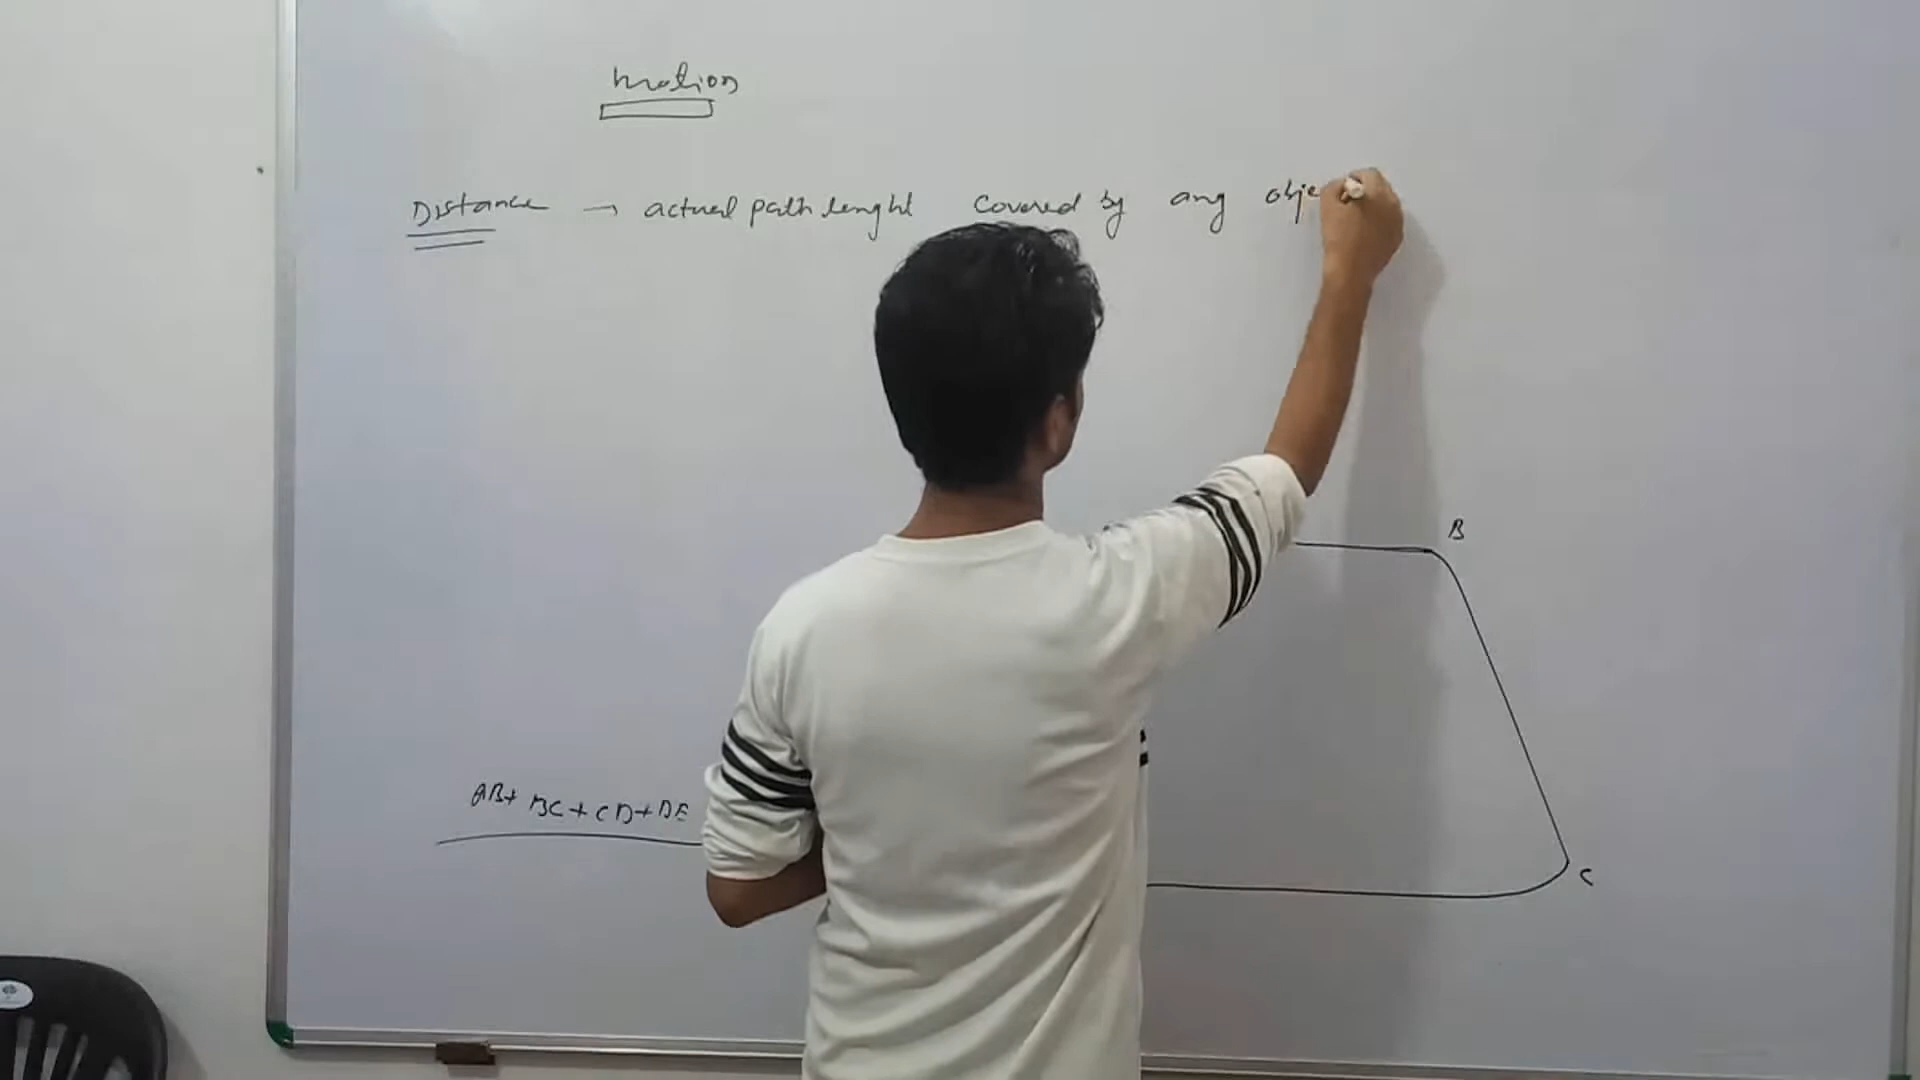 Motion
Distance → actual path lenght covered by any obje
B
AB+ BC + CD + DE
C